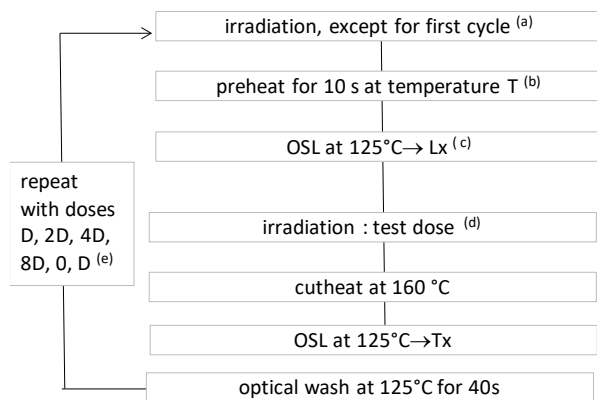 irradiation, except for first cycle (a)
preheat for 10 s at temperature T (b)
OSL at 125°C→ Lx (c)
repeat
with doses
D, 2D, 4D,
8D, 0, D (e)
irradiation : test dose (d)
cutheat at 160 °C
OSL at 125°C→Tx
optical wash at 125°C for 40s